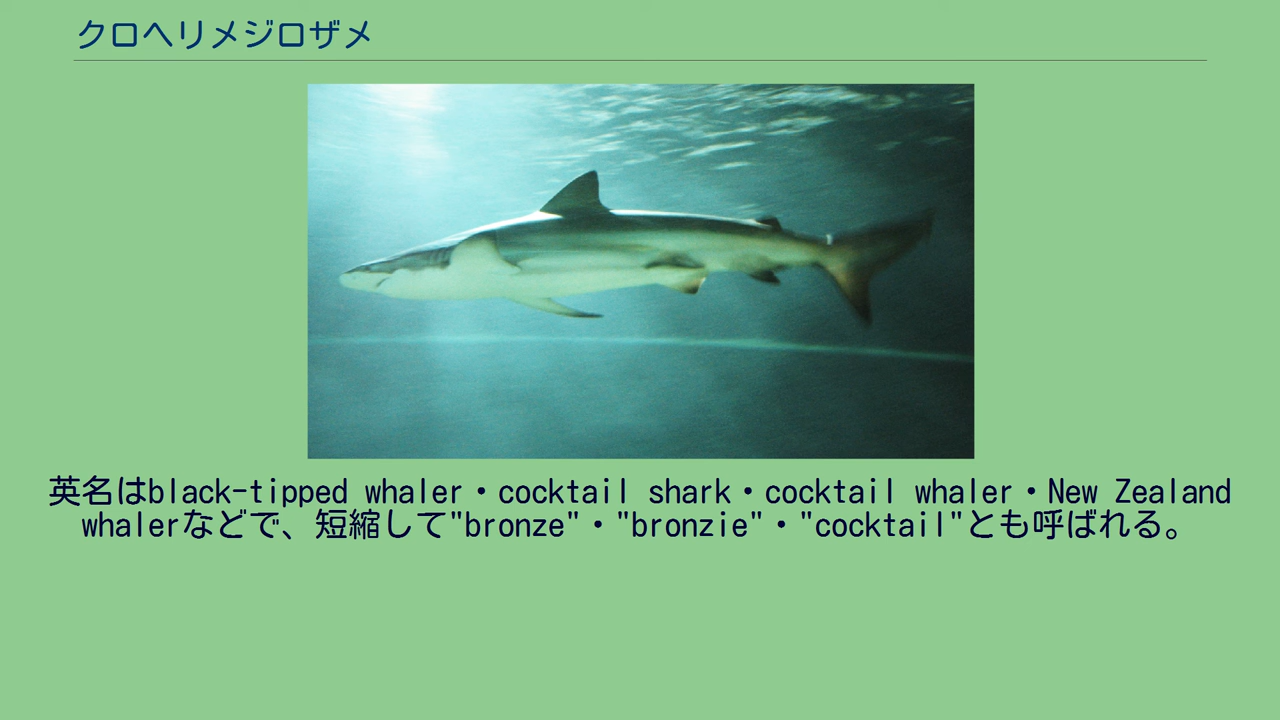 クロヘリメジロザメ
英名はblack-tipped whaler・cocktail shark・cocktail whaler・New Zealand
whalerなどで、短縮して"bronze"・"bronzie"・"cocktail"とも呼ばれる。